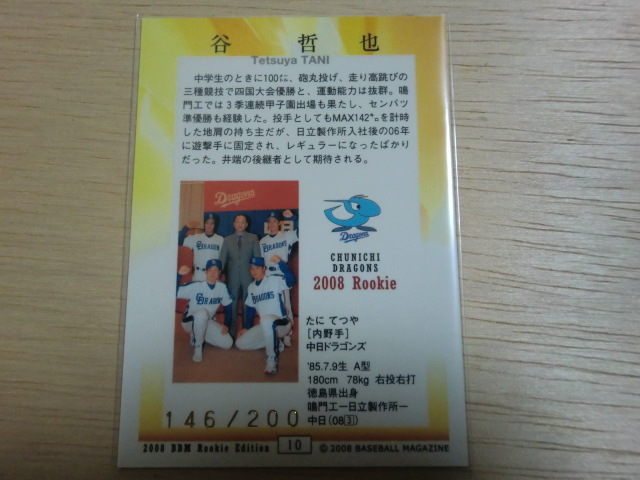 谷 哲 也
Tetsuya TANI
中学生のときに100㍍、砲丸投げ、走り高跳びの
三種競技で四国大会優勝と、運動能力は抜群。鳴
門工では３季連続甲子園出場も果たし、センバツ
準優勝も経験した。投手としてもMAX142㌔を計時
した地肩の持ち主だが、日立製作所入社後の06年
に遊撃手に固定され、レギュラーになったばかり
だった。井端の後継者として期待される。
Dragons
Dragons
CHUNICHI
DRAGONS
2008 Rookie
たに てつや
[内野手]
中日ドラゴンズ
'85.7.9生 A型
180cm 78kg 右投右打
徳島県出身
鳴門工ー日立製作所ー
中日(08③)
146/200
2008 BBM Rookie Edition 10 © 2008 BASEBALL MAGAZINE